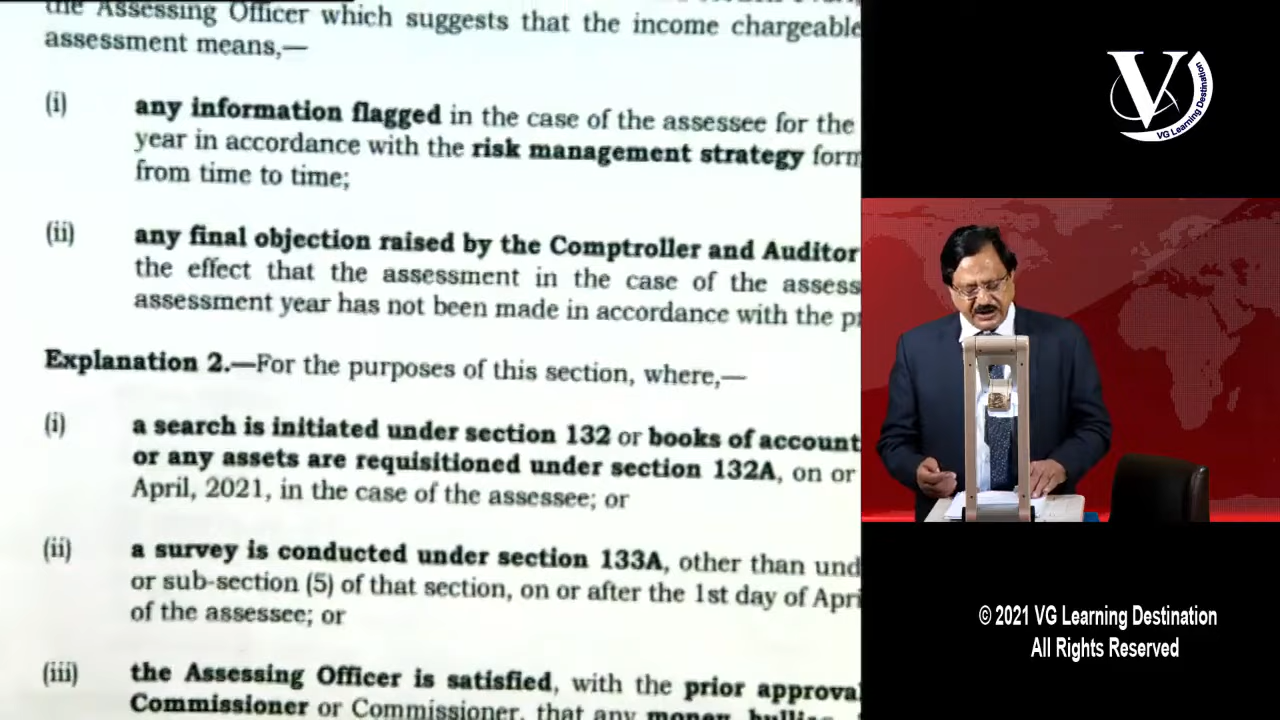 the Assessing Officer which suggests that the income chargeable
assessment means,—
(i) any information flagged in the case of the assessee for the
year in accordance with the risk management strategy form
from time to time;
(ii) any final objection raised by the Comptroller and Auditor
the effect that the assessment in the case of the assess
assessment year has not been made in accordance with the p
Explanation 2.—For the purposes of this section, where,—
(i) a search is initiated under section 132 or books of account
or any assets are requisitioned under section 132A, on or
April, 2021, in the case of the assessee; or
(ii) a survey is conducted under section 133A, other than und
or sub-section (5) of that section, on or after the 1st day of Apri
of the assessee; or
(iii) the Assessing Officer is satisfied, with the prior approval
Commissioner or Commissioner, that any money, bullio
V
VG Learning Destination
© 2021 VG Learning Destination
All Rights Reserved